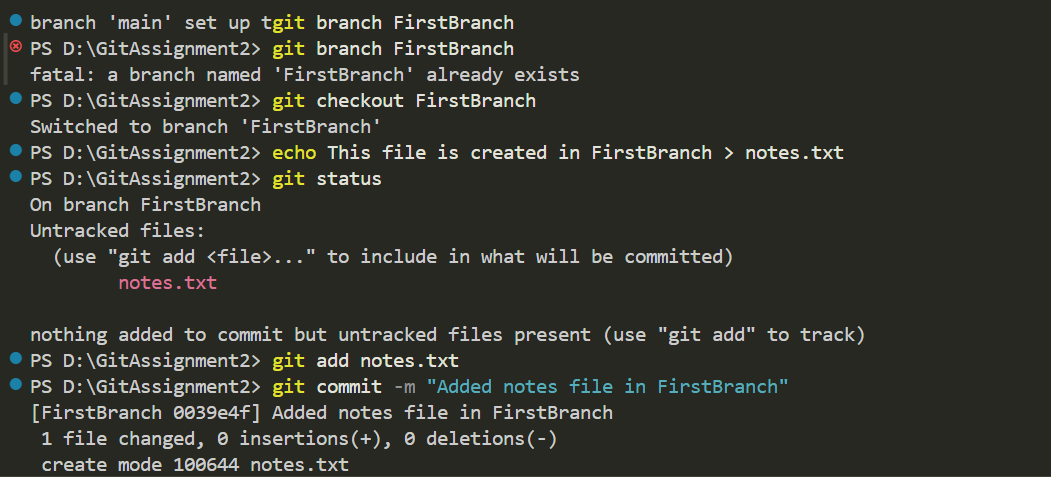 branch 'main' set up tgit branch FirstBranch
PS D:\GitAssignment2> git branch FirstBranch
fatal: a branch named 'FirstBranch' already exists
PS D:\GitAssignment2> git checkout FirstBranch
Switched to branch 'FirstBranch'
PS D:\GitAssignment2> echo This file is created in FirstBranch > notes.txt
PS D:\GitAssignment2> git status
On branch FirstBranch
Untracked files:
  (use "git add <file>..." to include in what will be committed)
        notes.txt

nothing added to commit but untracked files present (use "git add" to track)
PS D:\GitAssignment2> git add notes.txt
PS D:\GitAssignment2> git commit -m "Added notes file in FirstBranch"
[FirstBranch 0039e4f] Added notes file in FirstBranch
 1 file changed, 0 insertions(+), 0 deletions(-)
 create mode 100644 notes.txt